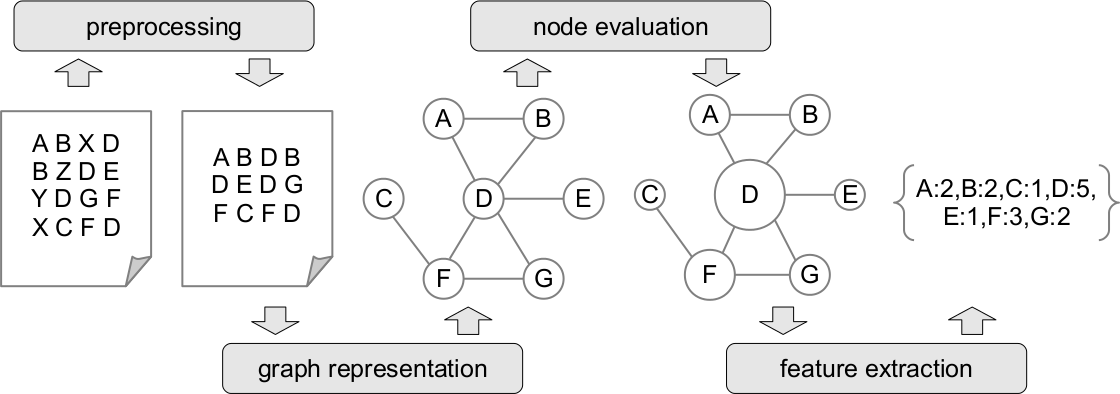 preprocessing
node evaluation
A B X D
B Z D E
Y D G F
X C F D
A B D B
D E D G
F C F D
A
B
C
D
E
F
G
A
B
C
D
E
F
G
A:2,B:2,C:1,D:5,
E:1,F:3,G:2
graph representation
feature extraction